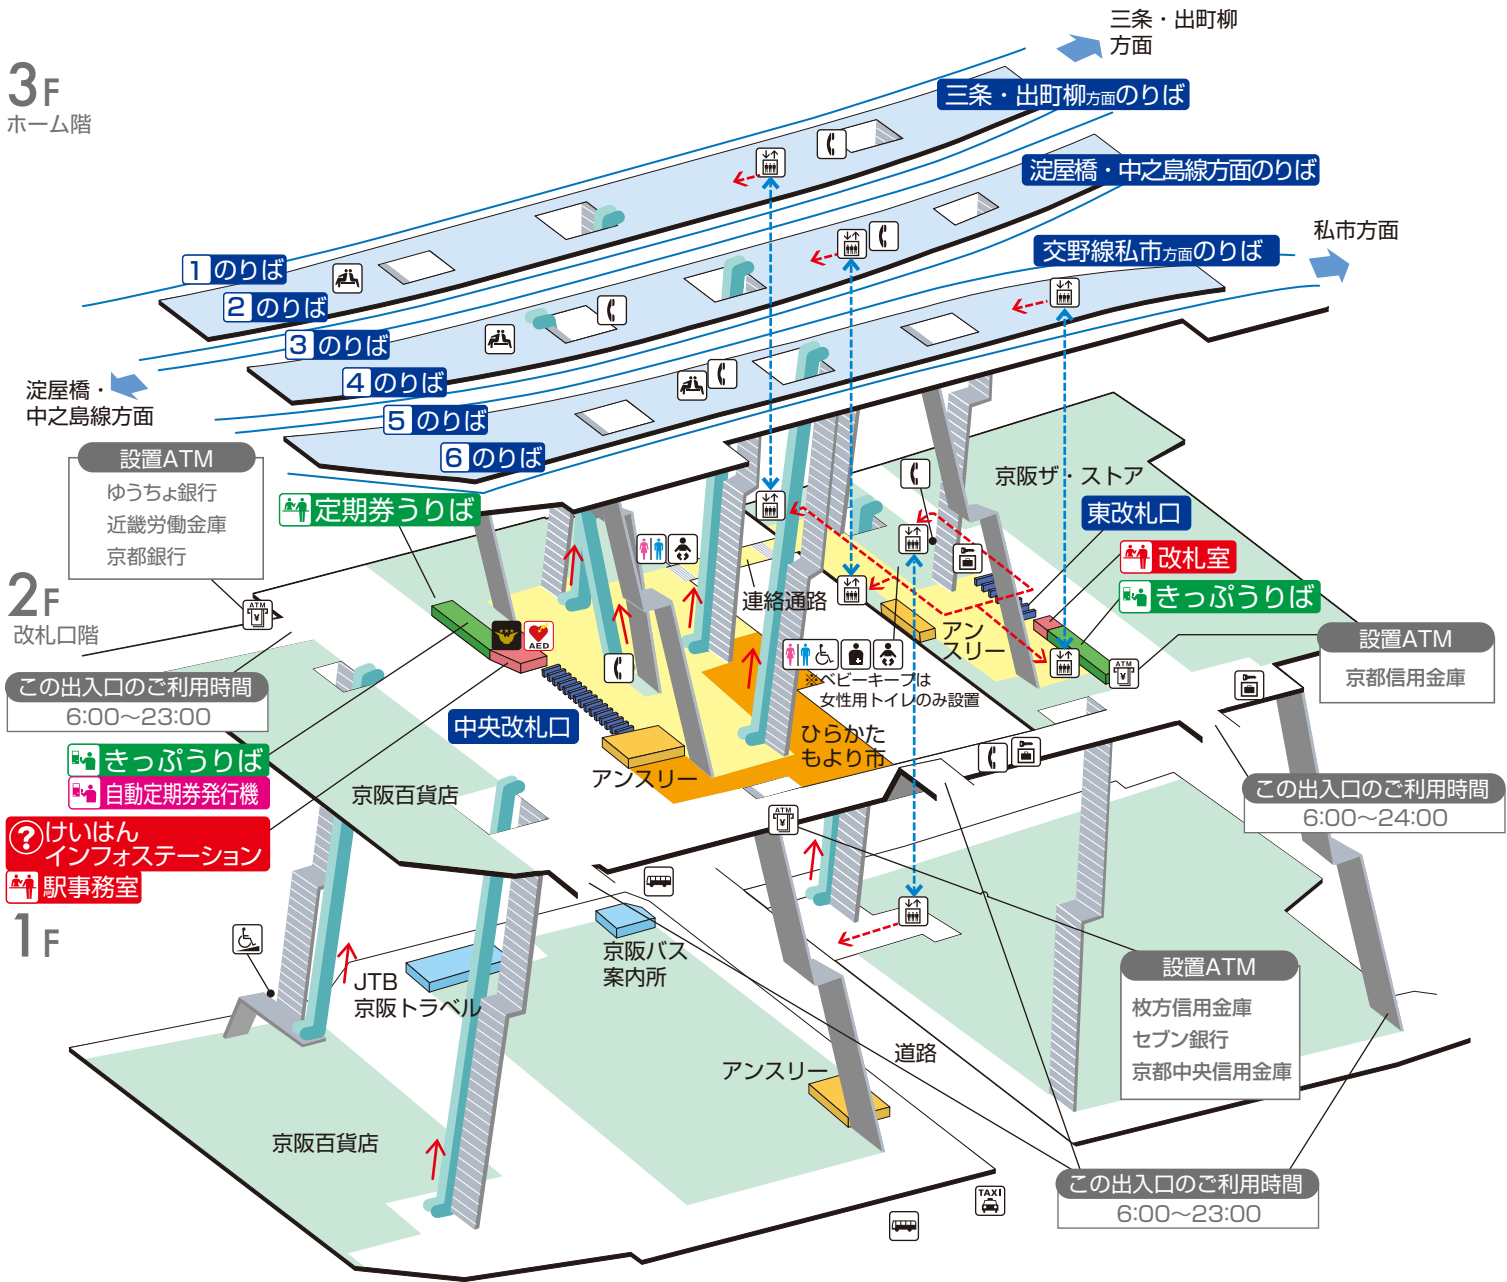 三条・出町柳
方面
3F
ホーム階
三条・出町柳方面のりば
淀屋橋・中之島線方面のりば
私市方面
交野線私市方面のりば
1 のりば
2 のりば
3 のりば
4 のりば
5 のりば
6 のりば
淀屋橋・
中之島線方面
設置ATM
ゆうちょ銀行
近畿労働金庫
京都銀行
定期券うりば
京阪ザ・ストア
東改札口
改札室
きっぷうりば
2F
改札口階
ATM
¥
連絡通路
アン
スリー
AED
設置ATM
京都信用金庫
ATM
¥
※ベビーキープは
女性用トイレのみ設置
この出入口のご利用時間
6:00〜23:00
中央改札口
ひらかた
もより市
アンスリー
きっぷうりば
自動定期券発行機
京阪百貨店
この出入口のご利用時間
6:00〜24:00
ATM
¥
?けいはん
インフォステーション
駅事務室
1F
京阪バス
案内所
JTB
京阪トラベル
設置ATM
枚方信用金庫
セブン銀行
京都中央信用金庫
道路
アンスリー
京阪百貨店
この出入口のご利用時間
6:00〜23:00
TAXI